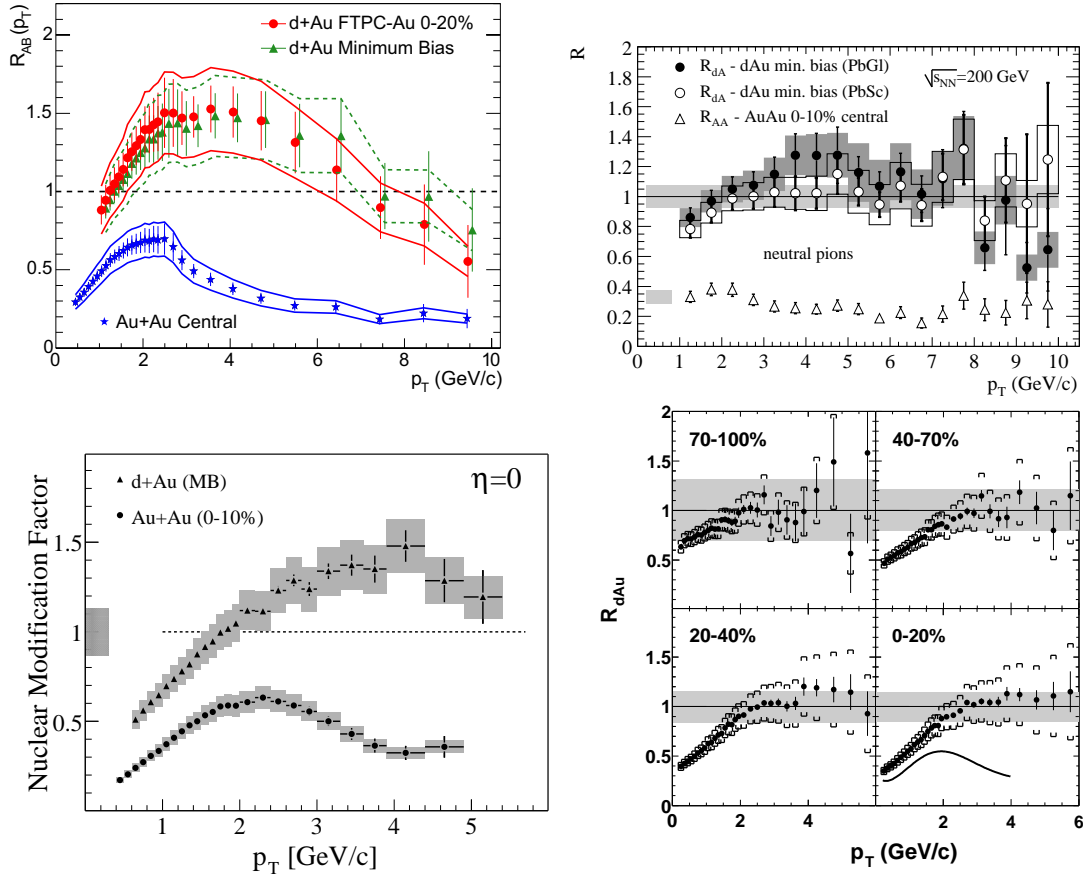 R_AB(p_T)
2
1.5
1
0.5
0
d+Au FTPC-Au 0-20%
d+Au Minimum Bias
Au+Au Central
0 2 4 6 8 10
p_T (GeV/c)
R
2
1.8
1.6
1.4
1.2
1
0.8
0.6
0.4
0.2
0
R_dA - dAu min. bias (PbGl)
R_dA - dAu min. bias (PbSc)
R_AA - AuAu 0-10% central
√s_NN=200 GeV
neutral pions
0 1 2 3 4 5 6 7 8 9 10
p_T (GeV/c)
Nuclear Modification Factor
1.5
1
0.5
d+Au (MB)
Au+Au (0-10%)
η=0
1 2 3 4 5
p_T [GeV/c]
R_dAu
2
1.5
1
0.5
70-100%
40-70%
1.5
1
0.5
0
20-40%
0-20%
0 2 4 0 2 4 6
p_T (GeV/c)